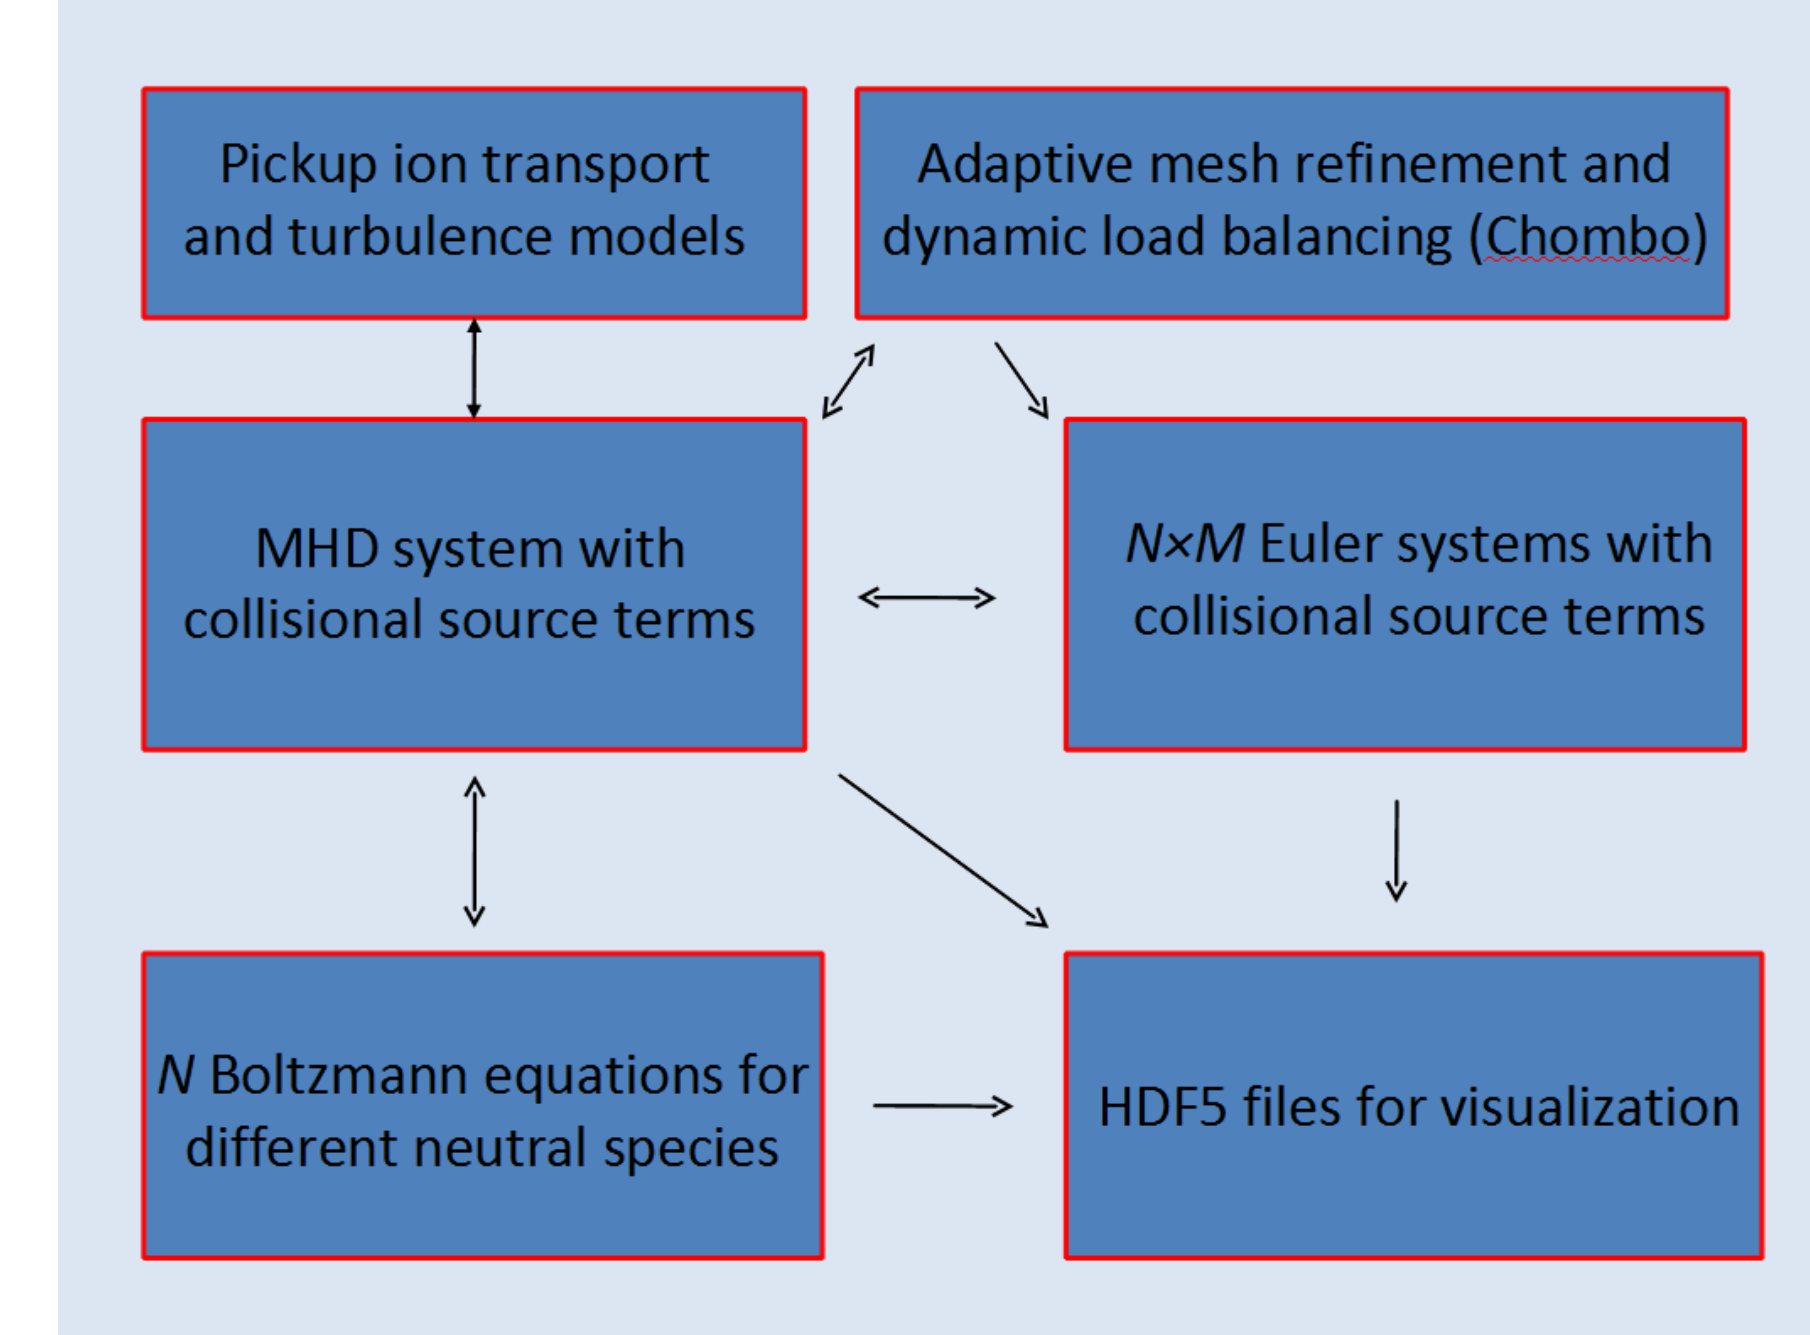 Pickup ion transport
and turbulence models
Adaptive mesh refinement and
dynamic load balancing (Chombo)
MHD system with
collisional source terms
N×M Euler systems with
collisional source terms
N Boltzmann equations for
different neutral species
HDF5 files for visualization